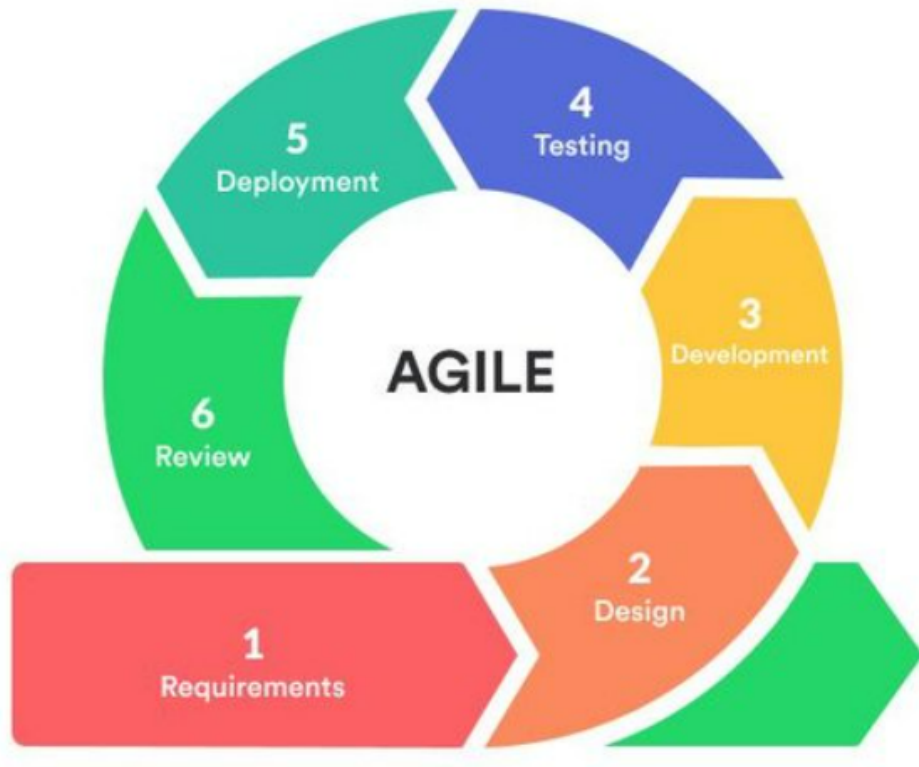 1
Requirements
2
Design
3
Development
4
Testing
5
Deployment
6
Review
AGILE